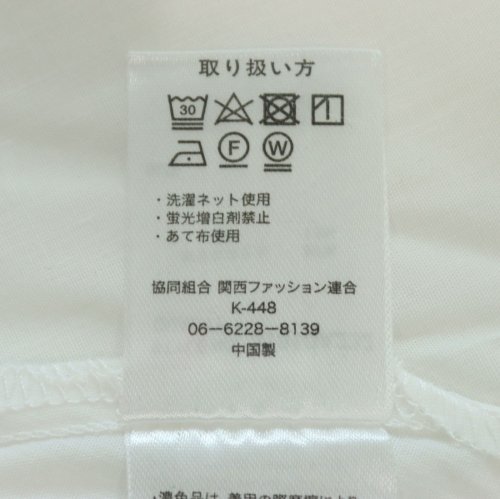 取り扱い方
30
F W
・洗濯ネット使用
・蛍光増白剤禁止
・あて布使用
協同組合 関西ファッション連合
K-448
06-6228-8139
中国製